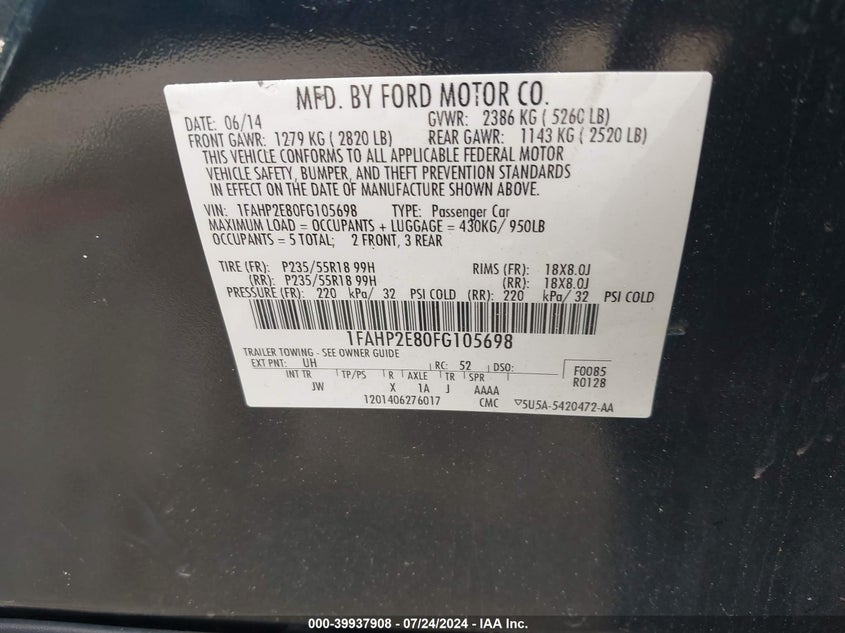 MFD. BY FORD MOTOR CO.
DATE: 06/14 GVWR: 2386 KG ( 5260 LB)
FRONT GAWR: 1279 KG ( 2820 LB) REAR GAWR: 1143 KG ( 2520 LB)
THIS VEHICLE CONFORMS TO ALL APPLICABLE FEDERAL MOTOR
VEHICLE SAFETY, BUMPER, AND THEFT PREVENTION STANDARDS
IN EFFECT ON THE DATE OF MANUFACTURE SHOWN ABOVE.
VIN: 1FAHP2E80FG105698 TYPE: Passenger Car
MAXIMUM LOAD = OCCUPANTS + LUGGAGE = 430KG/ 950LB
OCCUPANTS = 5 TOTAL; 2 FRONT, 3 REAR
TIRE (FR): P235/55R18 99H RIMS (FR): 18X8.0J
(RR): P235/55R18 99H (RR): 18X8.0J
PRESSURE (FR): 220 kPa/ 32 PSI COLD (RR): 220 kPa/ 32 PSI COLD
1FAHP2E80FG105698
TRAILER TOWING - SEE OWNER GUIDE
EXT PNT: UH RC: 52 DSO: F0085
INT TR TP/PS R AXLE TR SPR R0128
JW X 1A J AAAA
1201406276017 CMC ▽5U5A-5420472-AA
000-39937908 - 07/24/2024 - IAA Inc.